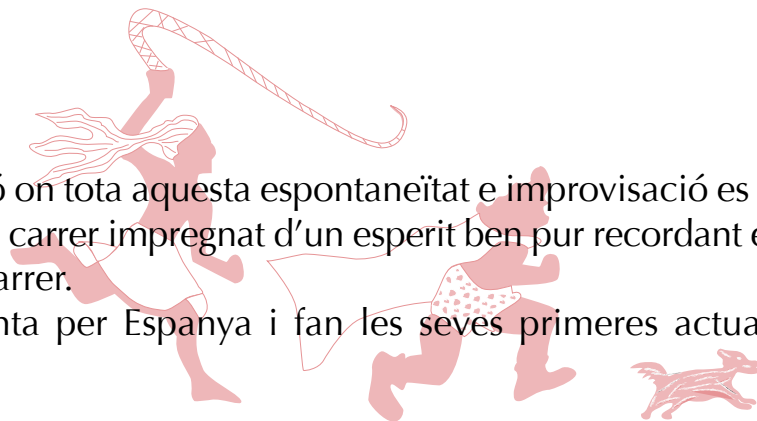 on tota aquesta espontaneïtat e improvisació es
carrer impregnat d’un esperit ben pur recordant
arrer.
nta per Espanya i fan les seves primeres actua